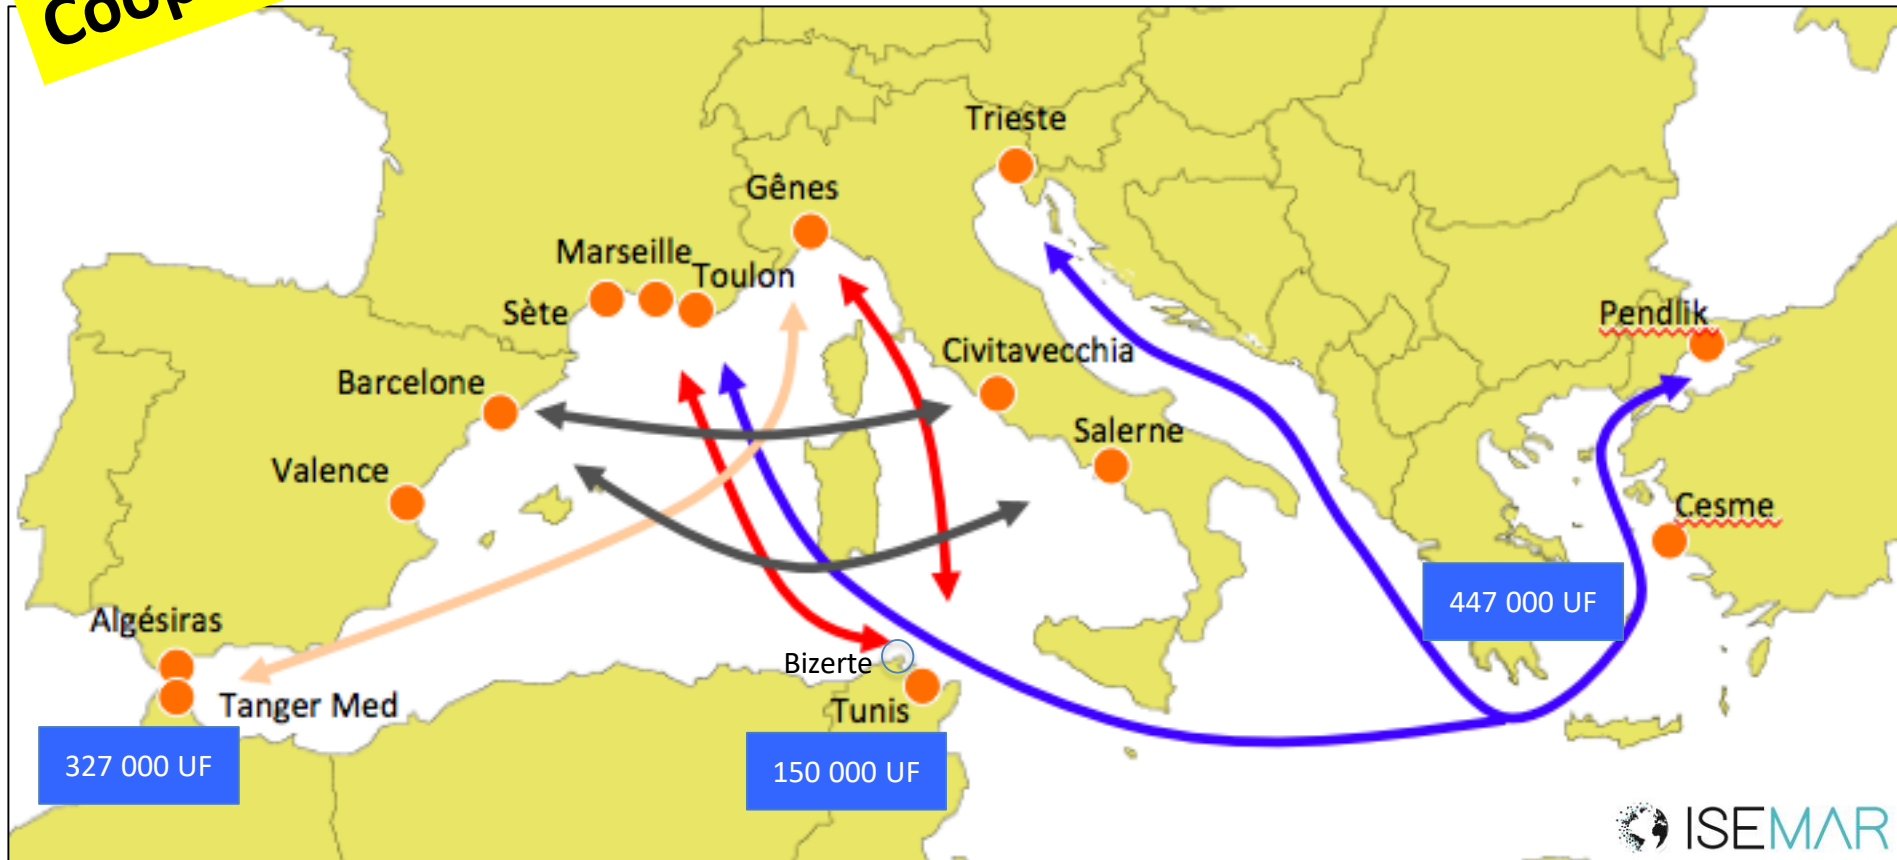 Trieste
Gênes
Marseille
Toulon
Sète
Pendlik
Civitavecchia
Barcelone
Salerne
Valence
Cesme
447 000 UF
Algésiras
Bizerte
Tanger Med
Tunis
327 000 UF
150 000 UF
ISEMAR